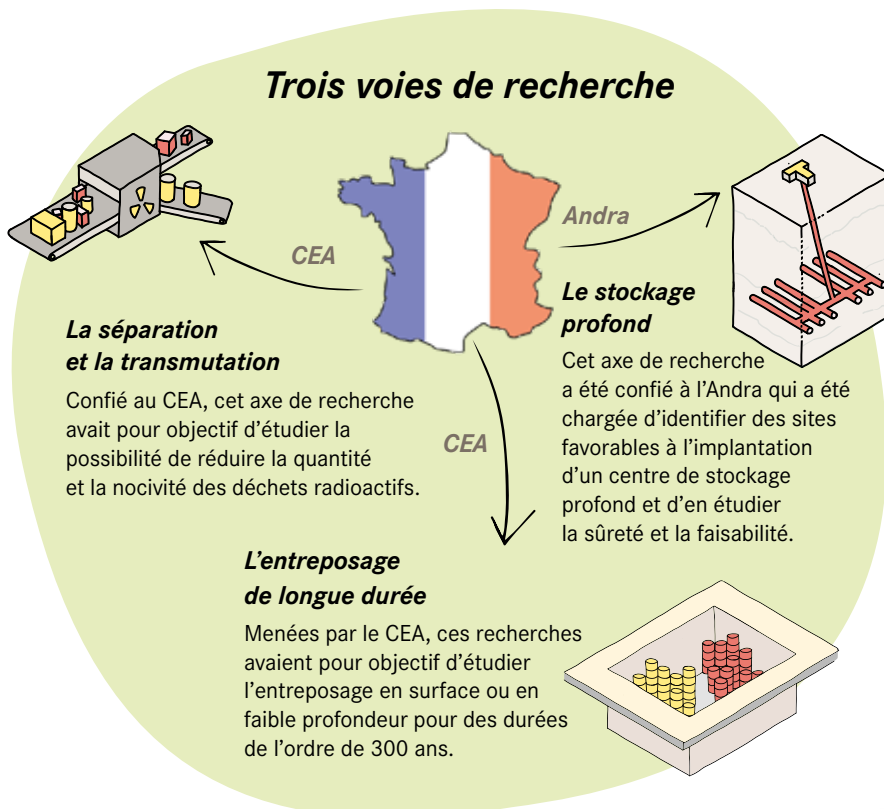 Trois voies de recherche
CEA
Andra
La séparation
et la transmutation
Confié au CEA, cet axe de recherche
avait pour objectif d’étudier la
possibilité de réduire la quantité
et la nocivité des déchets radioactifs.
Le stockage
profond
Cet axe de recherche
a été confié à l’Andra qui a été
chargée d’identifier des sites
favorables à l’implantation
d’un centre de stockage
profond et d’en étudier
la sûreté et la faisabilité.
CEA
L’entreposage
de longue durée
Menées par le CEA, ces recherches
avaient pour objectif d’étudier
l’entreposage en surface ou en
faible profondeur pour des durées
de l’ordre de 300 ans.